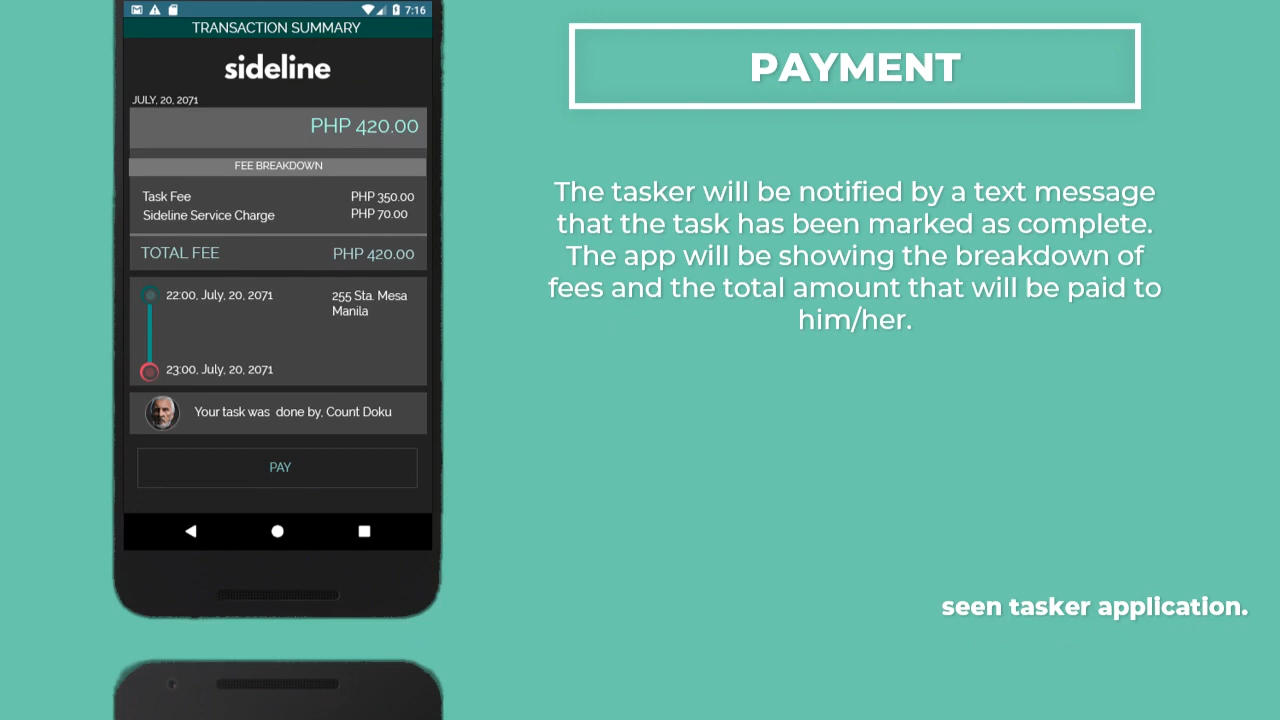 7:16
TRANSACTION SUMMARY
sideline
JULY, 20, 2071
PHP 420.00
FEE BREAKDOWN
Task Fee PHP 350.00
Sideline Service Charge PHP 70.00
TOTAL FEE PHP 420.00
22:00, July, 20, 2071 255 Sta. Mesa
Manila
23:00, July, 20, 2071
Your task was done by, Count Doku
PAY
PAYMENT
The tasker will be notified by a text message
that the task has been marked as complete.
The app will be showing the breakdown of
fees and the total amount that will be paid to
him/her.
seen tasker application.